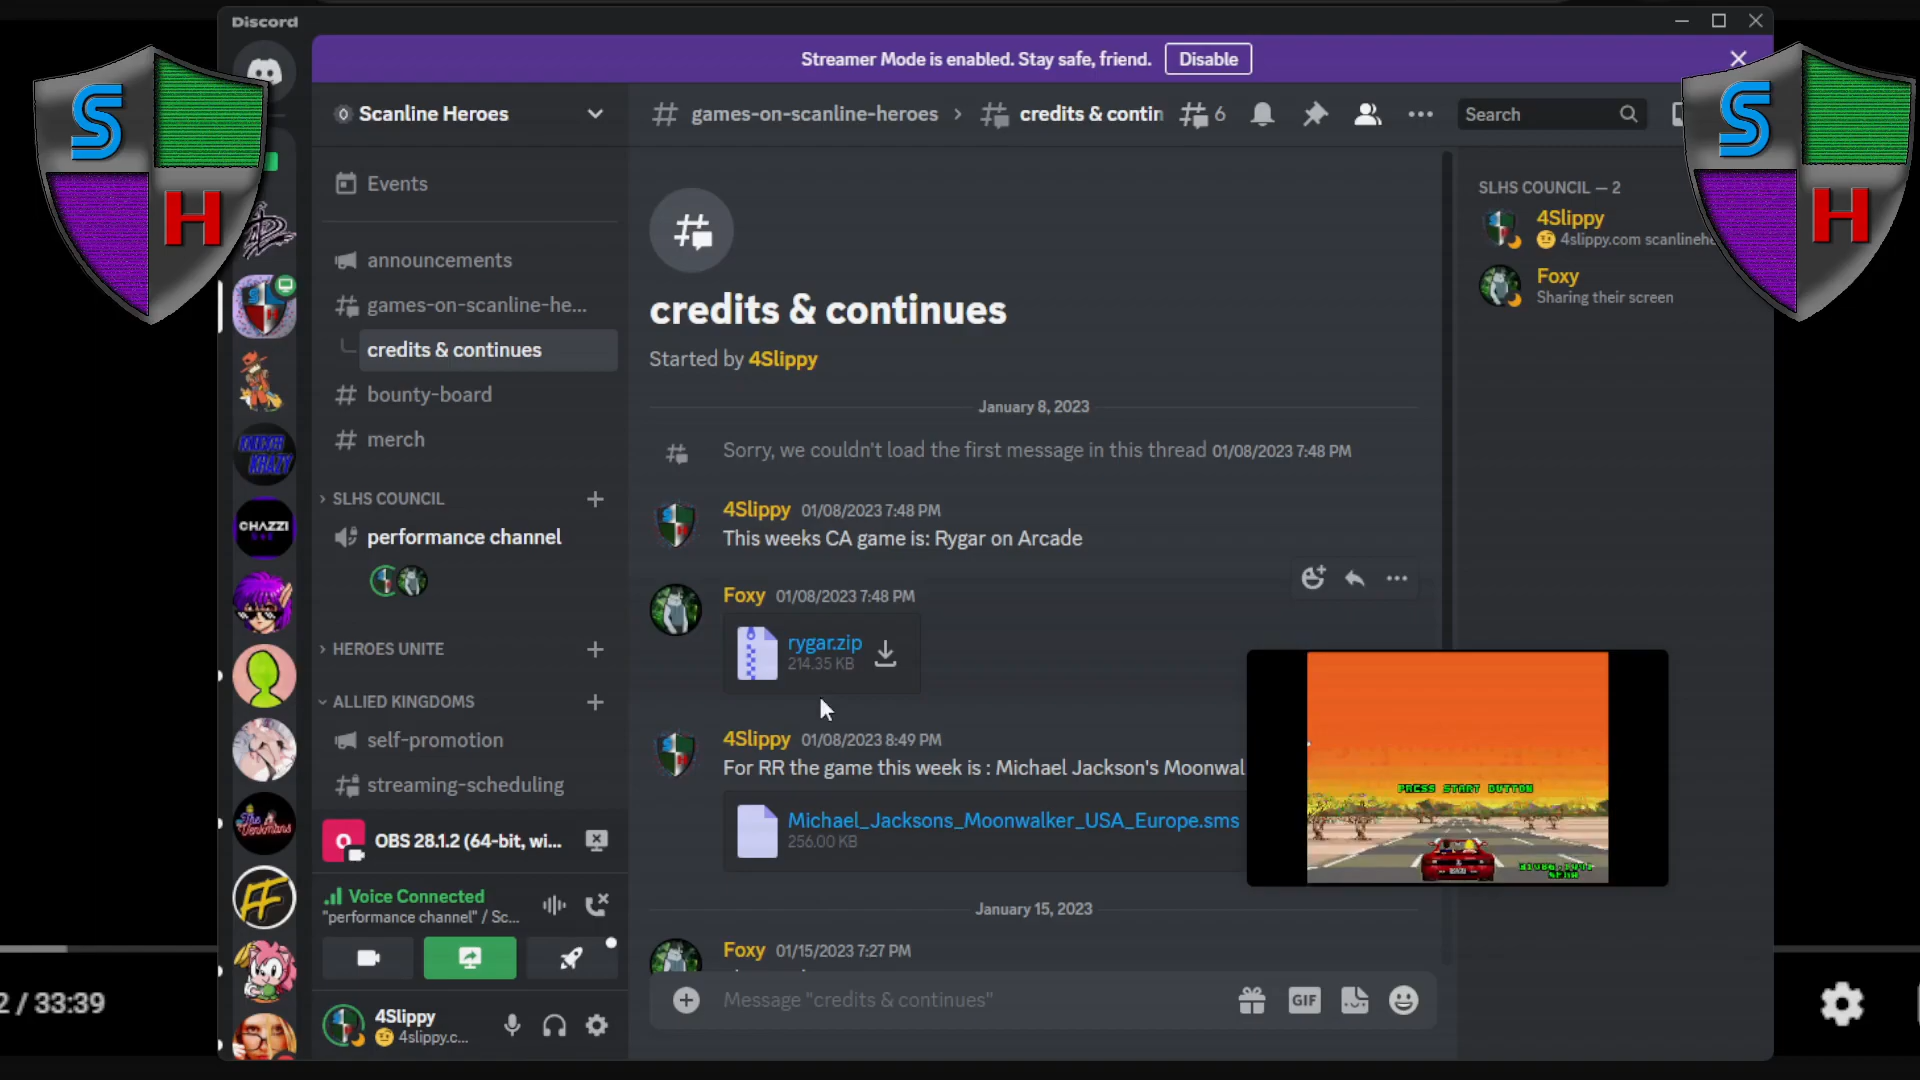 Discord
Streamer Mode is enabled. Stay safe, friend.
Disable
S
H
S
H
Scanline Heroes
games-on-scanline-heroes
credits & contin
6
Search
Events
announcements
games-on-scanline-he...
credits & continues
bounty-board
merch
SLHS COUNCIL
performance channel
HEROES UNITE
ALLIED KINGDOMS
self-promotion
streaming-scheduling
OBS 28.1.2 (64-bit, wi...
Voice Connected
"performance channel" / Sc...
4Slippy
4slippy.c...
CHAZZI
credits & continues
Started by 4Slippy
January 8, 2023
Sorry, we couldn't load the first message in this thread 01/08/2023 7:48 PM
4Slippy 01/08/2023 7:48 PM
This weeks CA game is: Rygar on Arcade
Foxy 01/08/2023 7:48 PM
rygar.zip
214.35 KB
4Slippy 01/08/2023 8:49 PM
For RR the game this week is : Michael Jackson's Moonwal
Michael_Jacksons_Moonwalker_USA_Europe.sms
256.00 KB
January 15, 2023
Foxy 01/15/2023 7:27 PM
Message "credits & continues"
GIF
SLHS COUNCIL — 2
4Slippy
4slippy.com scanlinehe
Foxy
Sharing their screen
PRESS START BUTTON
2 / 33:39